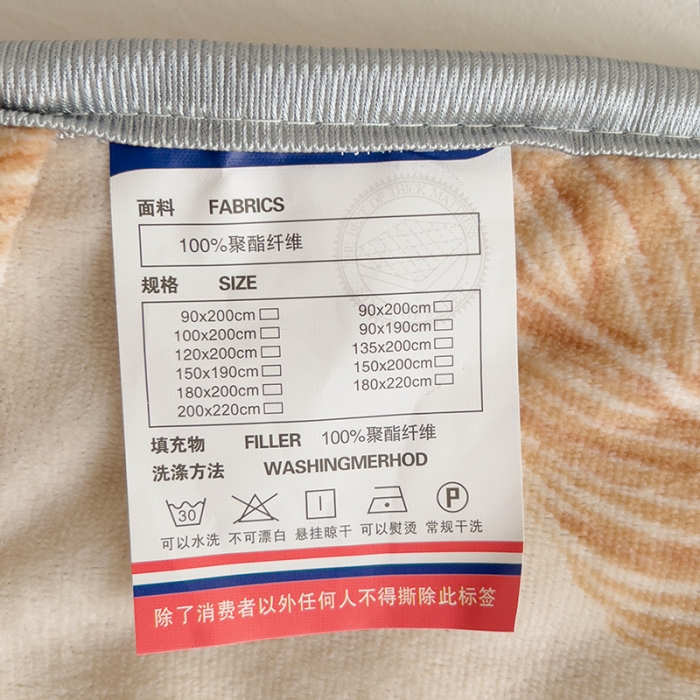 面料 FABRICS
100%聚酯纤维
规格 SIZE
90x200cm 90x200cm
100x200cm 90x190cm
120x200cm 135x200cm
150x190cm 150x200cm
180x200cm 180x220cm
200x220cm
填充物 FILLER 100%聚酯纤维
洗涤方法 WASHINGMERHOD
30 P
可以水洗 不可漂白 悬挂晾干 可以熨烫 常规干洗
除了消费者以外任何人不得撕除此标签